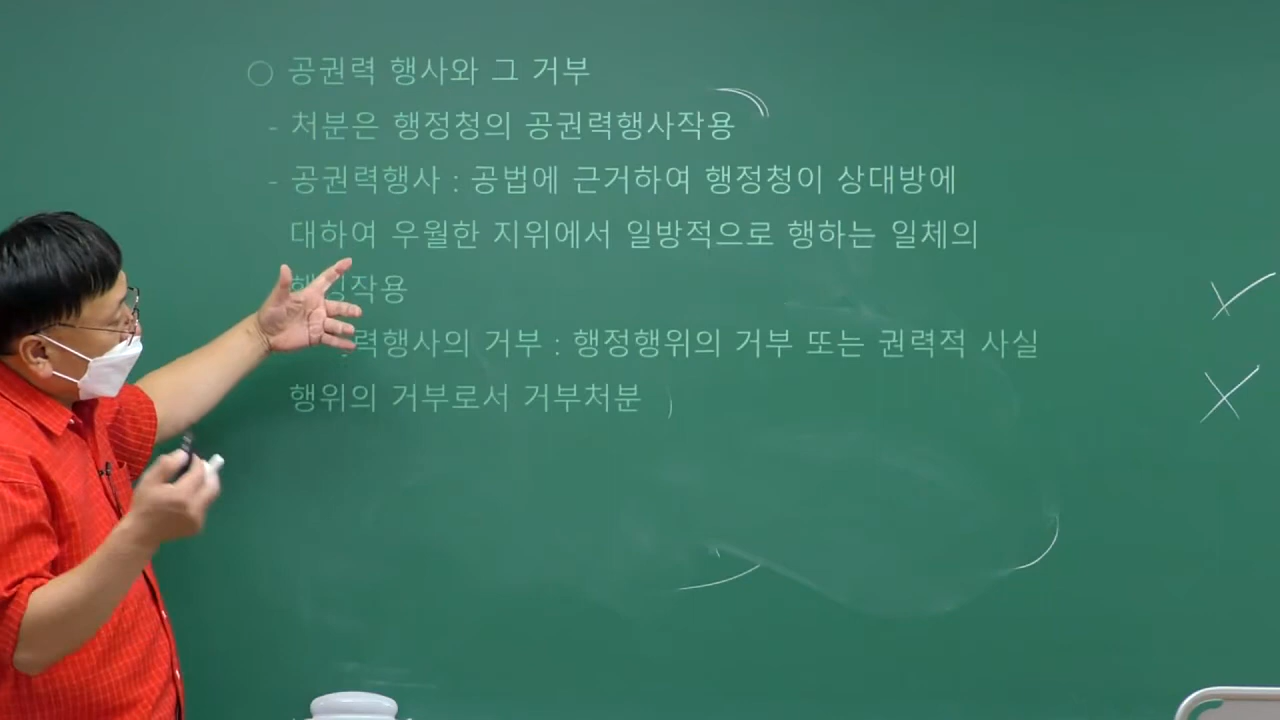 ○ 공권력 행사와 그 거부
- 처분은 행정청의 공권력행사작용
- 공권력행사 : 공법에 근거하여 행정청이 상대방에
대하여 우월한 지위에서 일방적으로 행하는 일체의
작용
력행사의 거부 : 행정행위의 거부 또는 권력적 사실
행위의 거부로서 거부처분